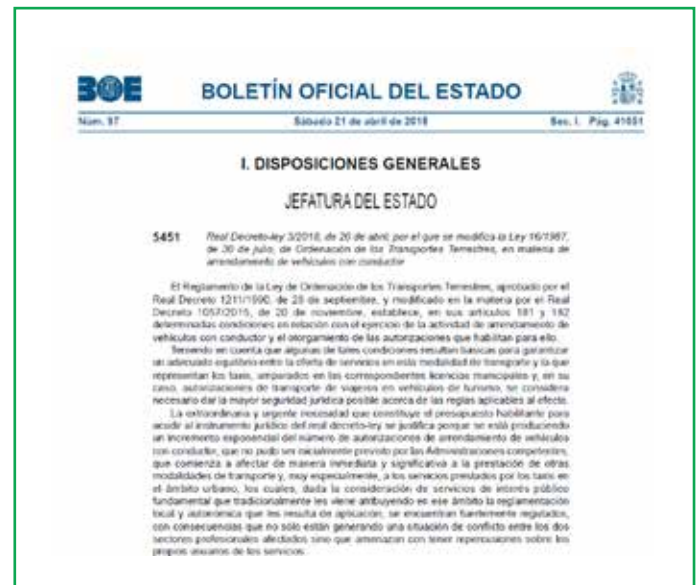 BOE
BOLETÍN OFICIAL DEL ESTADO
Núm. 97
Sábado 21 de abril de 2018
Sec. I. Pág. 41051
I. DISPOSICIONES GENERALES
JEFATURA DEL ESTADO
5451 Real Decreto-ley 3/2018, de 20 de abril, por el que se modifica la Ley 16/1987,
de 30 de julio, de Ordenación de los Transportes Terrestres, en materia de
arrendamiento de vehículos con conductor
El Reglamento de la Ley de Ordenación de los Transportes Terrestres, aprobado por el
Real Decreto 1211/1990, de 28 de septiembre, y modificado en la materia por el Real
Decreto 1057/2015, de 20 de noviembre, establece, en sus artículos 181 y 182
determinadas condiciones en relación con el ejercicio de la actividad de arrendamiento de
vehículos con conductor y el otorgamiento de las autorizaciones que habilitan para ello.
Teniendo en cuenta que algunas de tales condiciones resultan básicas para garantizar
un adecuado equilibrio entre la oferta de servicios en esta modalidad de transporte y la que
representan los taxis, amparados en las correspondientes licencias municipales y, en su
caso, autorizaciones de transporte de viajeros en vehículos de turismo, se considera
necesario dar la mayor seguridad jurídica posible acerca de las reglas aplicables al efecto.
La extraordinaria y urgente necesidad que constituye el presupuesto habilitante para
acudir al instrumento jurídico del real decreto-ley se justifica porque se está produciendo
un incremento exponencial del número de autorizaciones de arrendamiento de vehículos
con conductor, que no pudo ser inicialmente previsto por las Administraciones competentes,
que comienza a afectar de manera inmediata y significativa a la prestación de otras
modalidades de transporte y, muy especialmente, a los servicios prestados por los taxis en
el ámbito urbano, los cuales, dada la consideración de servicios de interés público
fundamental que tradicionalmente les viene atribuyendo en ese ámbito la reglamentación
local y autonómica que les resulta de aplicación, se encuentran fuertemente regulados,
con consecuencias que no sólo están generando una situación de conflicto entre los dos
sectores profesionales afectados sino que amenazan con tener repercusiones sobre los
propios usuarios de los servicios.